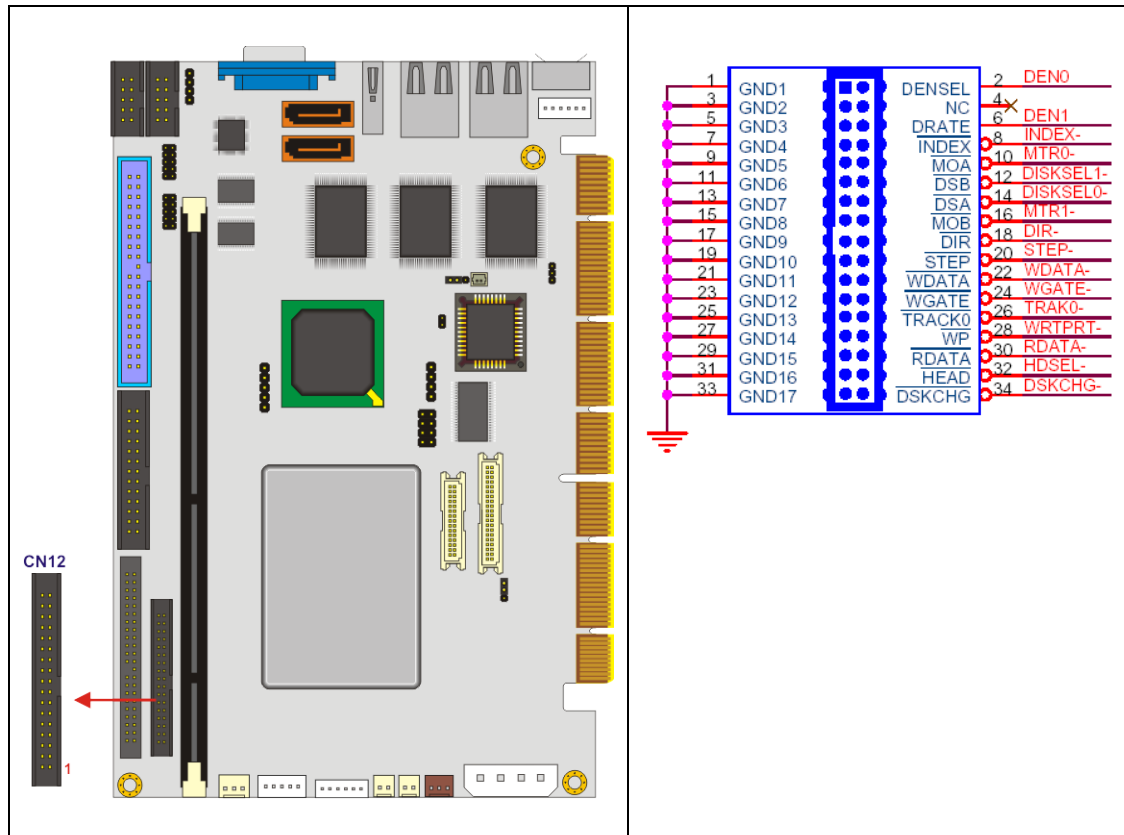 CN12
1
1 GND1 DENSEL 2 DEN0
3 GND2 NC 4
5 GND3 DRATE 6 DEN1
7 GND4 INDEX 8 INDEX-
9 GND5 MOA 10 MTR0-
11 GND6 DSB 12 DISKSEL1-
13 GND7 DSA 14 DISKSEL0-
15 GND8 MOB 16 MTR1-
17 GND9 DIR 18 DIR-
19 GND10 STEP 20 STEP-
21 GND11 WDATA 22 WDATA-
23 GND12 WGATE 24 WGATE-
25 GND13 TRACK0 26 TRAK0-
27 GND14 WP 28 WRTPRT-
29 GND15 RDATA 30 RDATA-
31 GND16 HEAD 32 HDSEL-
33 GND17 DSKCHG 34 DSKCHG-